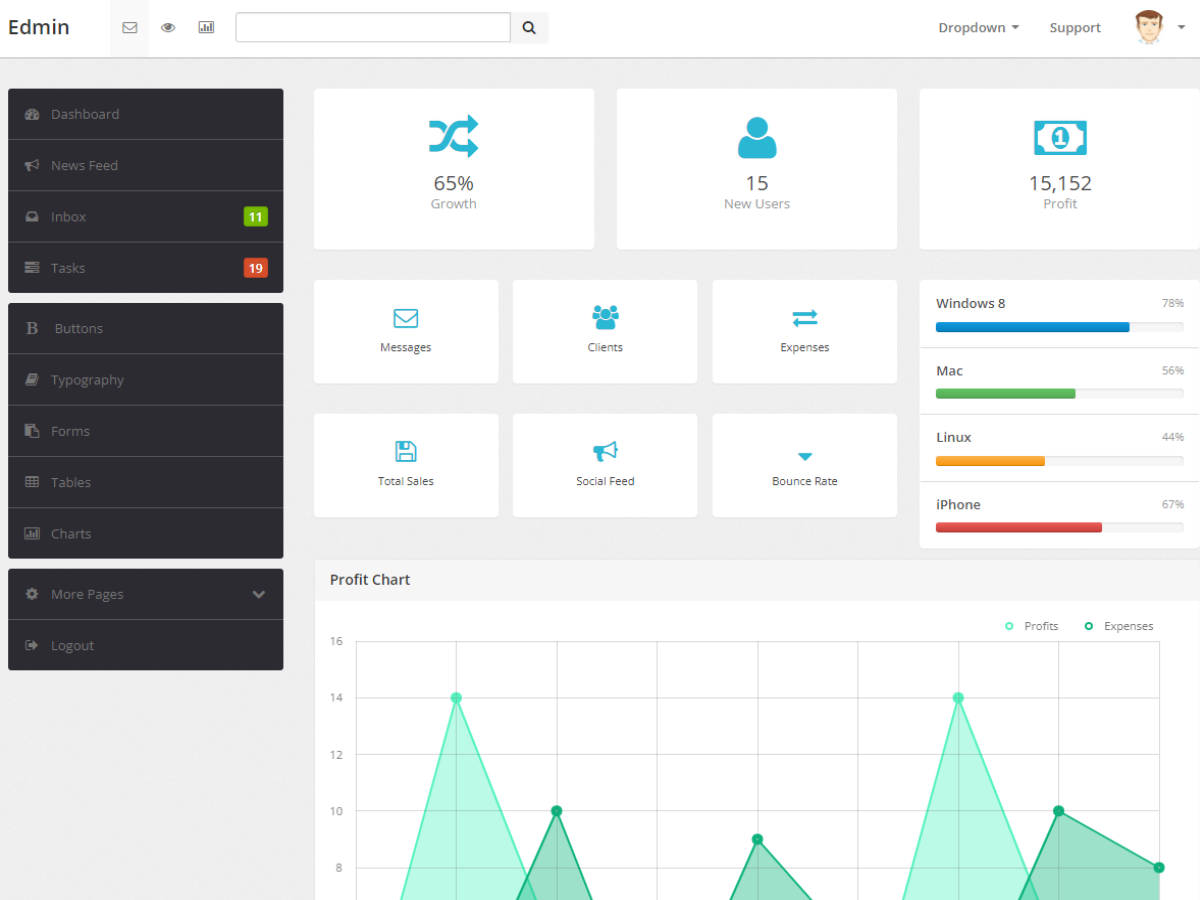 Edmin
Dropdown
Support
Dashboard
News Feed
Inbox
11
Tasks
19
Buttons
Typography
Forms
Tables
Charts
More Pages
Logout
65%
Growth
15
New Users
15,152
Profit
Messages
Clients
Expenses
Total Sales
Social Feed
Bounce Rate
Windows 8 78%
Mac 56%
Linux 44%
iPhone 67%
Profit Chart
Profits Expenses
16
14
12
10
8